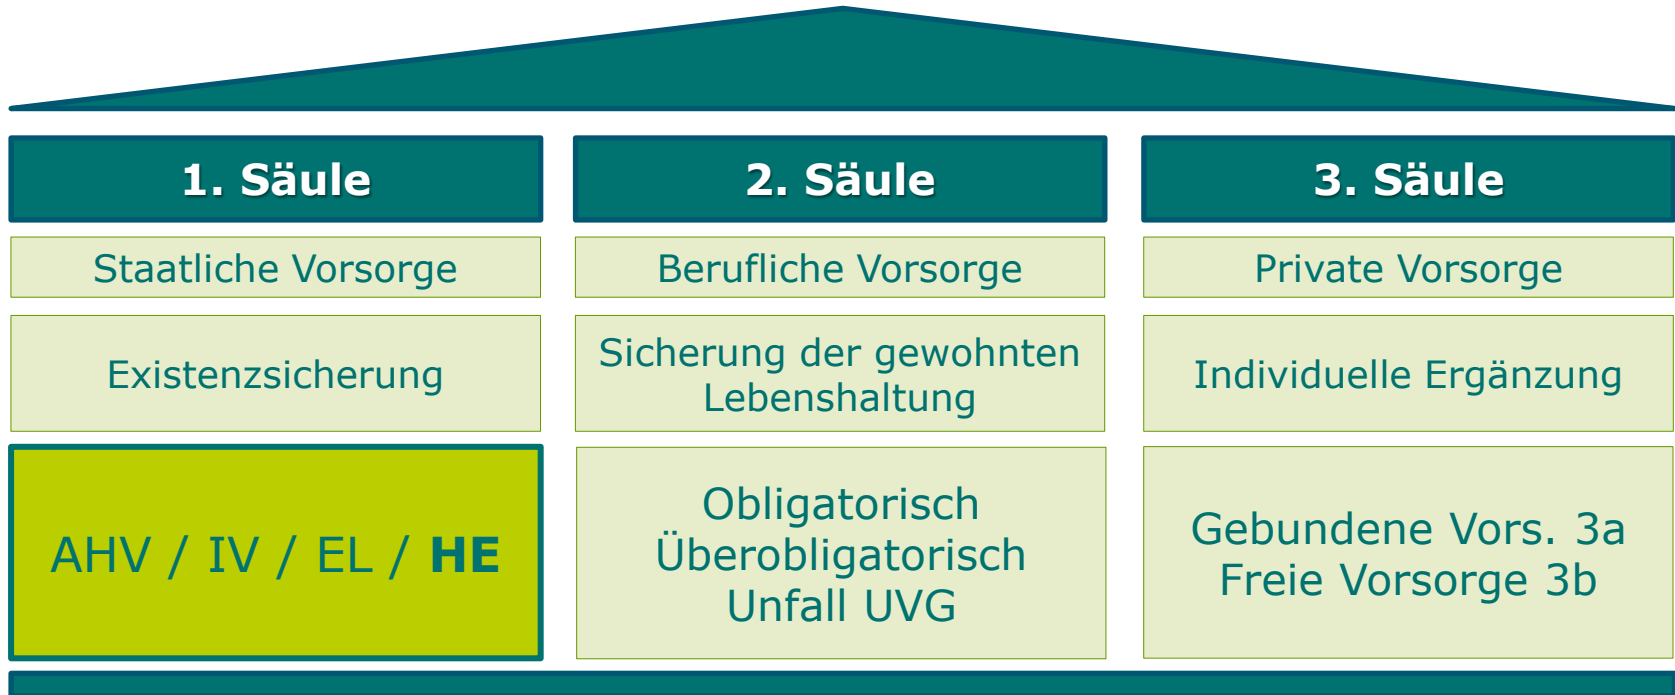 1. Säule
Staatliche Vorsorge
Existenzsicherung
AHV / IV / EL / HE
2. Säule
Berufliche Vorsorge
Sicherung der gewohnten
Lebenshaltung
Obligatorisch
Überobligatorisch
Unfall UVG
3. Säule
Private Vorsorge
Individuelle Ergänzung
Gebundene Vors. 3a
Freie Vorsorge 3b